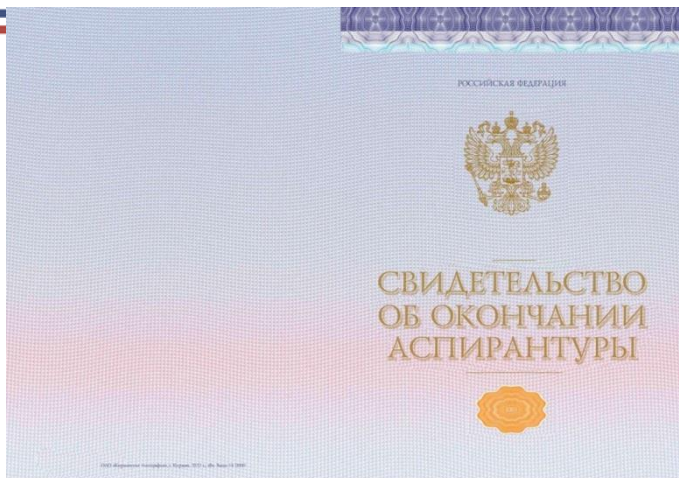 РОССИЙСКАЯ ФЕДЕРАЦИЯ
СВИДЕТЕЛЬСТВО
ОБ ОКОНЧАНИИ
АСПИРАНТУРЫ